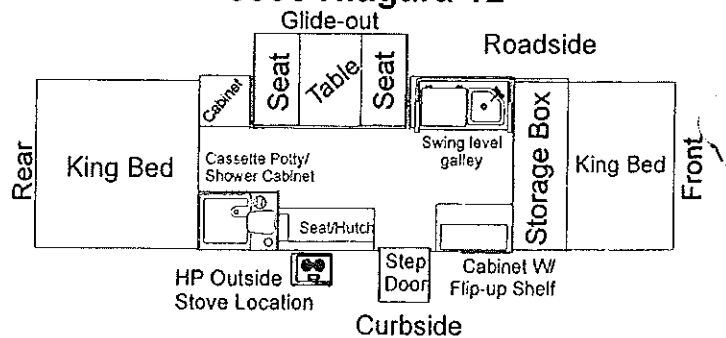 Glide-out
Roadside
Seat
Table
Seat
Cabinet
Swing level
galley
Storage Box
King Bed
Front
Rear
King Bed
Cassette Potty/
Shower Cabinet
Seat/Hutch
HP Outside
Stove Location
Step
Door
Cabinet W/
Flip-up Shelf
Curbside